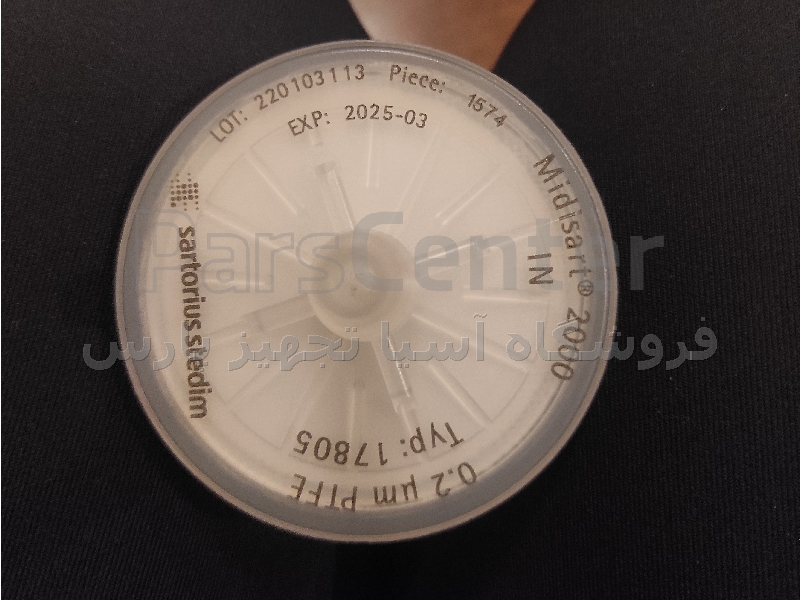 LOT: 220103113 Piece: 1574
EXP: 2025-03
Midisart® 2000
IN
sartorius stedim
Typ: 17805
0.2 µm PTFE
ParsCenter
فروشگاه آسیا تجهیز پارس